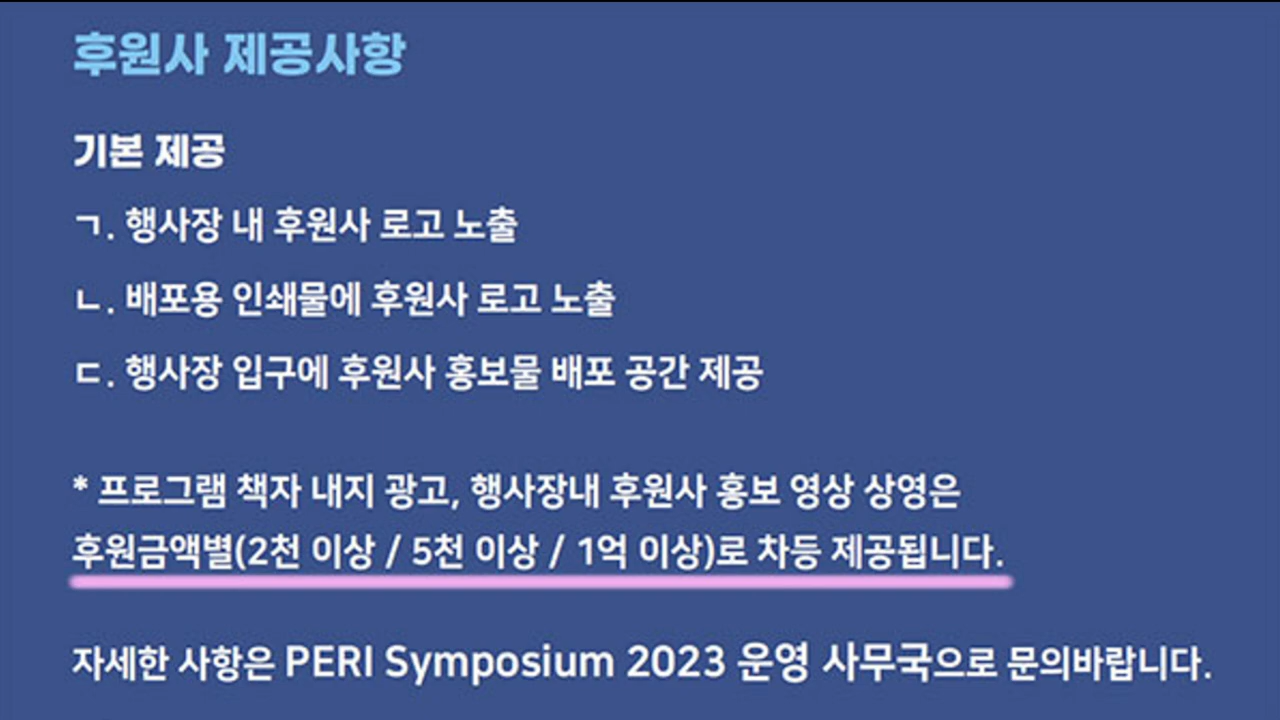 후원사 제공사항
기본 제공
ㄱ. 행사장 내 후원사 로고 노출
ㄴ. 배포용 인쇄물에 후원사 로고 노출
ㄷ. 행사장 입구에 후원사 홍보물 배포 공간 제공
* 프로그램 책자 내지 광고, 행사장내 후원사 홍보 영상 상영은
후원금액별(2천 이상 / 5천 이상 / 1억 이상)로 차등 제공됩니다.
자세한 사항은 PERI Symposium 2023 운영 사무국으로 문의바랍니다.